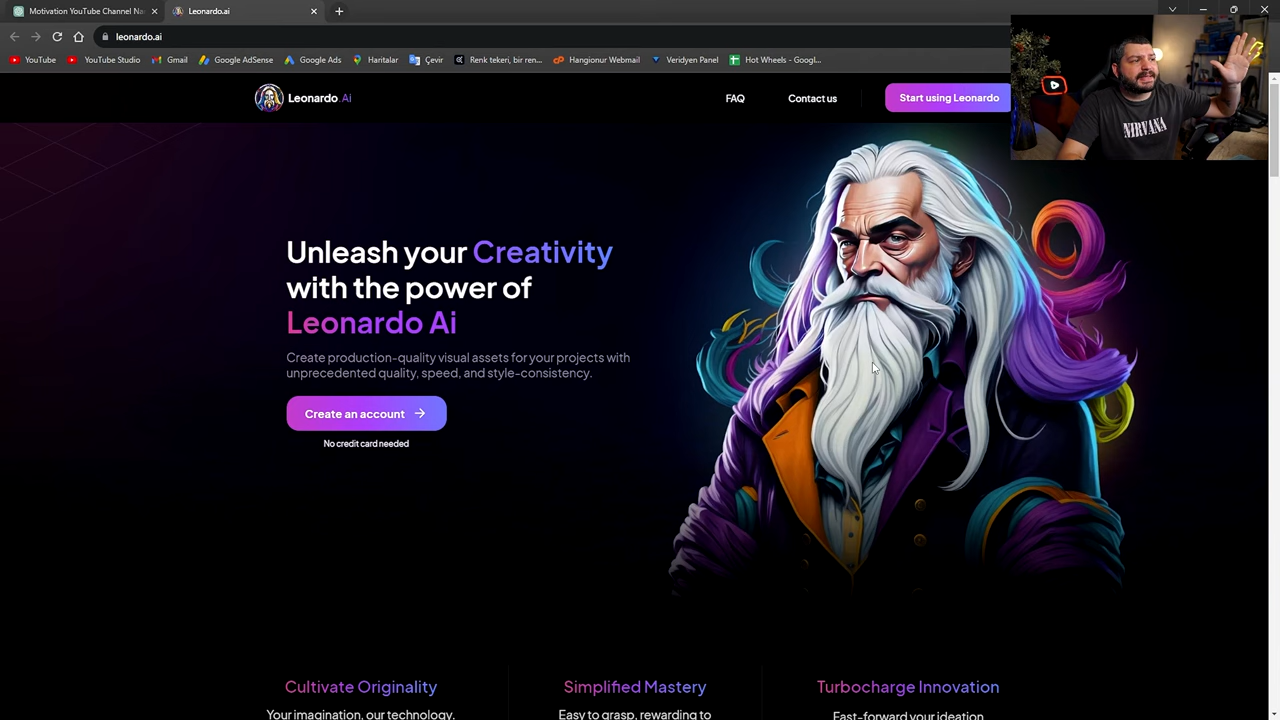 Motivation YouTube Channel Na
Leonardo.ai
leonardo.ai
YouTube
YouTube Studio
Gmail
Google AdSense
Google Ads
Haritalar
Çevir
Renk tekeri, bir ren...
Hangionur Webmail
Veridyen Panel
Hot Wheels - Googl...
NIRVANA
Leonardo.Ai
FAQ
Contact us
Start using Leonardo
Unleash your Creativity
with the power of
Leonardo Ai
Create production-quality visual assets for your projects with
unprecedented quality, speed, and style-consistency.
Create an account
No credit card needed
Cultivate Originality
Simplified Mastery
Turbocharge Innovation
Your imagination, our technology.
Easy to grasp, rewarding to
Fast-forward your ideation